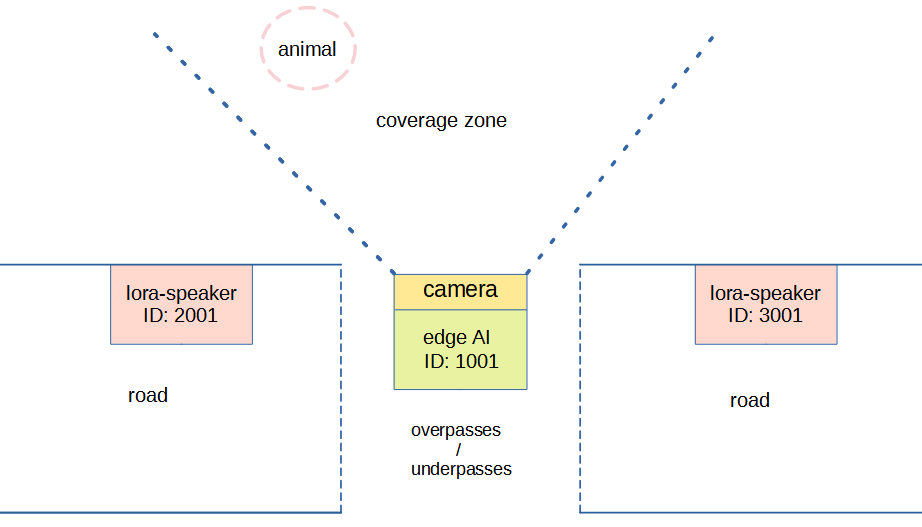 animal
coverage zone
lora-speaker
ID: 2001
camera
edge AI
ID: 1001
lora-speaker
ID: 3001
road
road
overpasses
/
underpasses